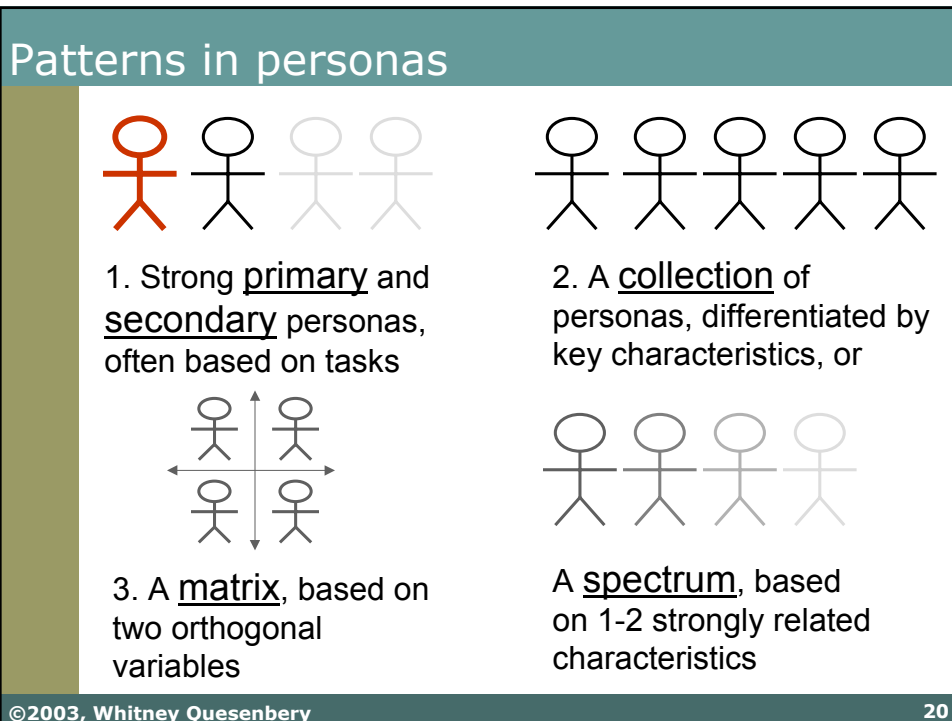 Patterns in personas
1. Strong primary and
secondary personas,
often based on tasks
2. A collection of
personas, differentiated by
key characteristics, or
3. A matrix, based on
two orthogonal
variables
A spectrum, based
on 1-2 strongly related
characteristics
©2003, Whitney Quesenbery
20